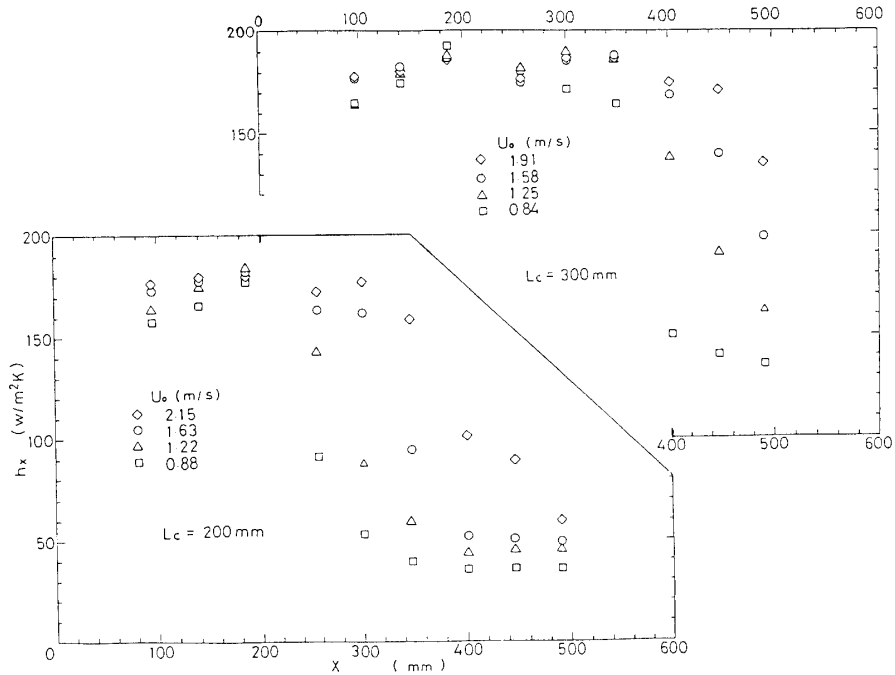 0 100 200 300 400 500 600
200
150
U₀ (m/s)
◇ 1.91
○ 1.58
△ 1.25
□ 0.84
Lc = 300 mm
400 500 600
200
150
100
50
hx (w/m²K)
U₀ (m/s)
◇ 2.15
○ 1.63
△ 1.22
□ 0.88
Lc = 200 mm
0 100 200 300 400 500 600
X (mm)